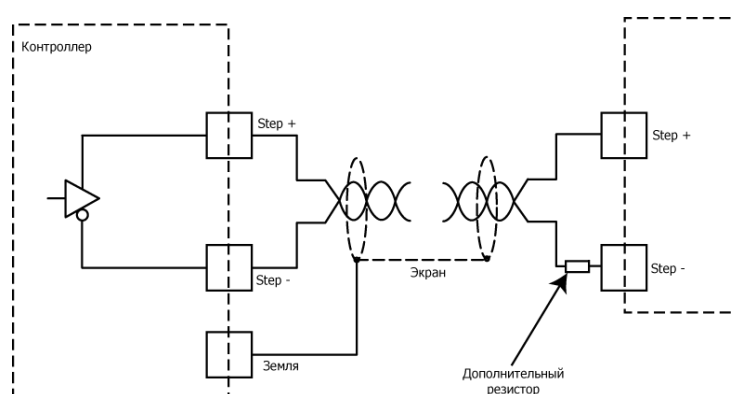 Контроллер
Step +
Step +
Step -
Экран
Step -
Земля
Дополнительный
резистор